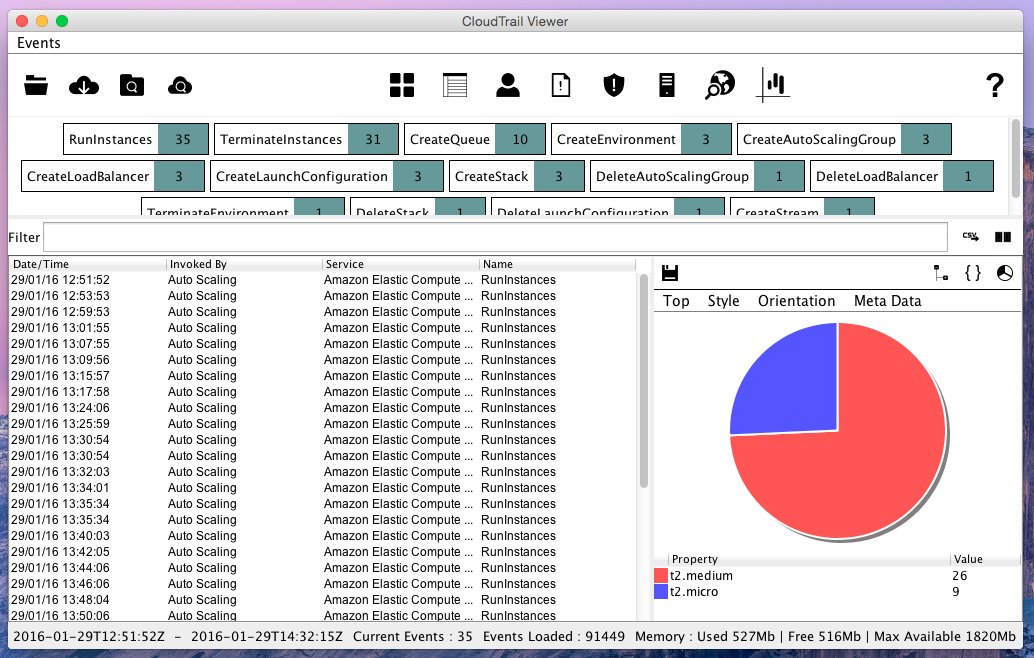 CloudTrail Viewer
Events
?
RunInstances 35 TerminateInstances 31 CreateQueue 10 CreateEnvironment 3 CreateAutoScalingGroup 3
CreateLoadBalancer 3 CreateLaunchConfiguration 3 CreateStack 3 DeleteAutoScalingGroup 1 DeleteLoadBalancer 1
TerminateEnvironment 1 DeleteStack 1 DeleteLaunchConfiguration 1 CreateStream 1
Filter CSV
Date/Time Invoked By Service Name
29/01/16 12:51:52 Auto Scaling Amazon Elastic Compute ... RunInstances
29/01/16 12:53:53 Auto Scaling Amazon Elastic Compute ... RunInstances
29/01/16 12:59:53 Auto Scaling Amazon Elastic Compute ... RunInstances
29/01/16 13:01:55 Auto Scaling Amazon Elastic Compute ... RunInstances
29/01/16 13:07:55 Auto Scaling Amazon Elastic Compute ... RunInstances
29/01/16 13:09:56 Auto Scaling Amazon Elastic Compute ... RunInstances
29/01/16 13:15:57 Auto Scaling Amazon Elastic Compute ... RunInstances
29/01/16 13:17:58 Auto Scaling Amazon Elastic Compute ... RunInstances
29/01/16 13:24:06 Auto Scaling Amazon Elastic Compute ... RunInstances
29/01/16 13:25:59 Auto Scaling Amazon Elastic Compute ... RunInstances
29/01/16 13:30:54 Auto Scaling Amazon Elastic Compute ... RunInstances
29/01/16 13:30:54 Auto Scaling Amazon Elastic Compute ... RunInstances
29/01/16 13:32:03 Auto Scaling Amazon Elastic Compute ... RunInstances
29/01/16 13:34:01 Auto Scaling Amazon Elastic Compute ... RunInstances
29/01/16 13:35:34 Auto Scaling Amazon Elastic Compute ... RunInstances
29/01/16 13:35:34 Auto Scaling Amazon Elastic Compute ... RunInstances
29/01/16 13:40:03 Auto Scaling Amazon Elastic Compute ... RunInstances
29/01/16 13:42:05 Auto Scaling Amazon Elastic Compute ... RunInstances
29/01/16 13:44:06 Auto Scaling Amazon Elastic Compute ... RunInstances
29/01/16 13:46:06 Auto Scaling Amazon Elastic Compute ... RunInstances
29/01/16 13:48:04 Auto Scaling Amazon Elastic Compute ... RunInstances
29/01/16 13:50:06 Auto Scaling Amazon Elastic Compute ... RunInstances
{ }
Top Style Orientation Meta Data
Property Value
t2.medium 26
t2.micro 9
2016-01-29T12:51:52Z - 2016-01-29T14:32:15Z Current Events : 35 Events Loaded : 91449 Memory : Used 527Mb | Free 516Mb | Max Available 1820Mb